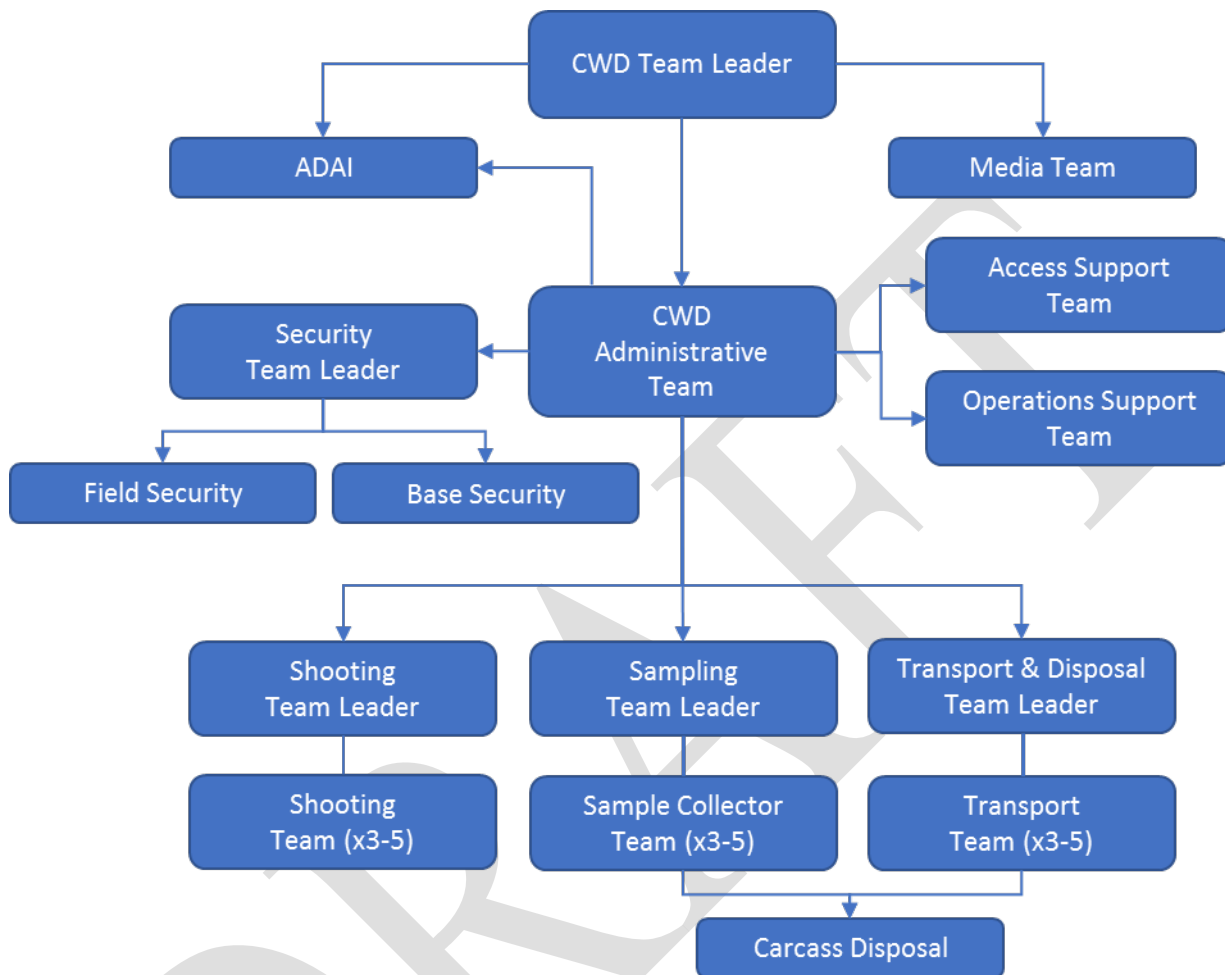 CWD Team Leader
ADAI
Media Team
Access Support
Team
Security
Team Leader
CWD
Administrative
Team
Operations Support
Team
Field Security
Base Security
Shooting
Team Leader
Sampling
Team Leader
Transport & Disposal
Team Leader
Shooting
Team (x3-5)
Sample Collector
Team (x3-5)
Transport
Team (x3-5)
Carcass Disposal
DRAFT